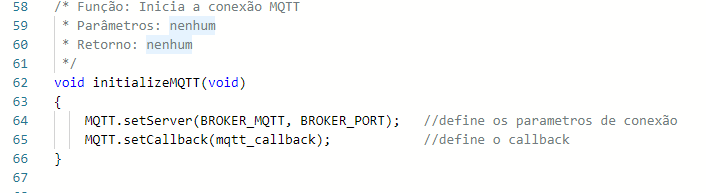 58 /* Função: Inicia a conexão MQTT
59 * Parâmetros: nenhum
60 * Retorno: nenhum
61 */
62 void initializeMQTT(void)
63 {
64 MQTT.setServer(BROKER_MQTT, BROKER_PORT); //define os parametros de conexão
65 MQTT.setCallback(mqtt_callback); //define o callback
66 }
67